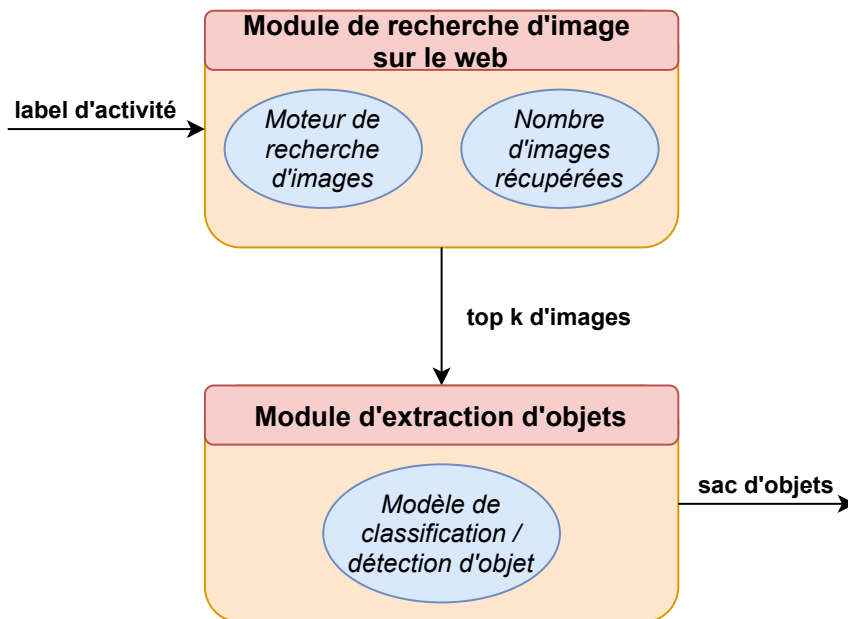 Module de recherche d'image
sur le web
label d'activité
Moteur de
recherche
d'images
Nombre
d'images
récupérées
top k d'images
Module d'extraction d'objets
Modèle de
classification /
détection d'objet
sac d'objets